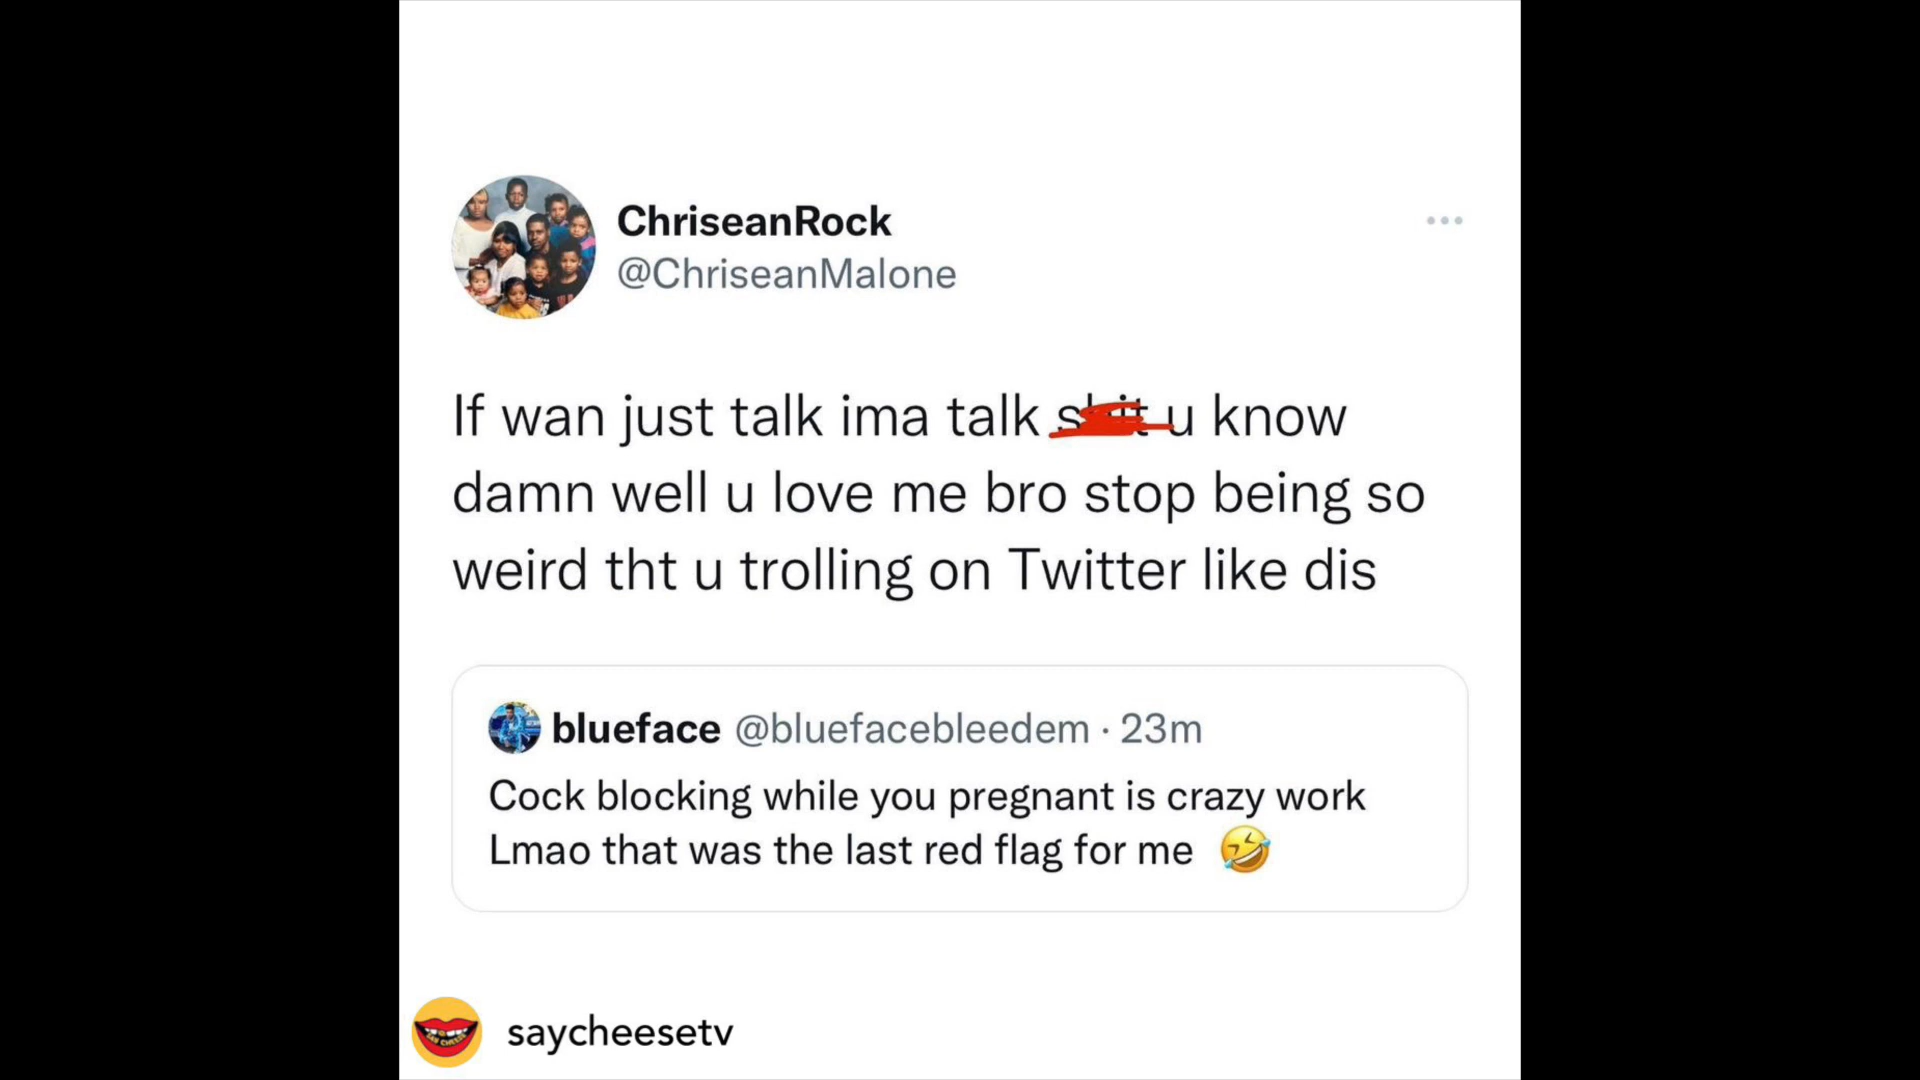 ChriseanRock
@ChriseanMalone
If wan just talk ima talk shit u know
damn well u love me bro stop being so
weird tht u trolling on Twitter like dis
blueface @bluefacebleedem · 23m
Cock blocking while you pregnant is crazy work
Lmao that was the last red flag for me 🤣
SAY CHEESE
saycheesetv